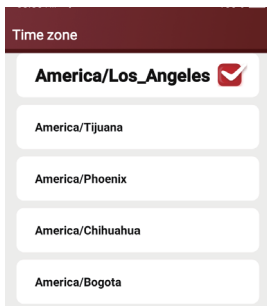 Time zone
America/Los_Angeles
America/Tijuana
America/Phoenix
America/Chihuahua
America/Bogota